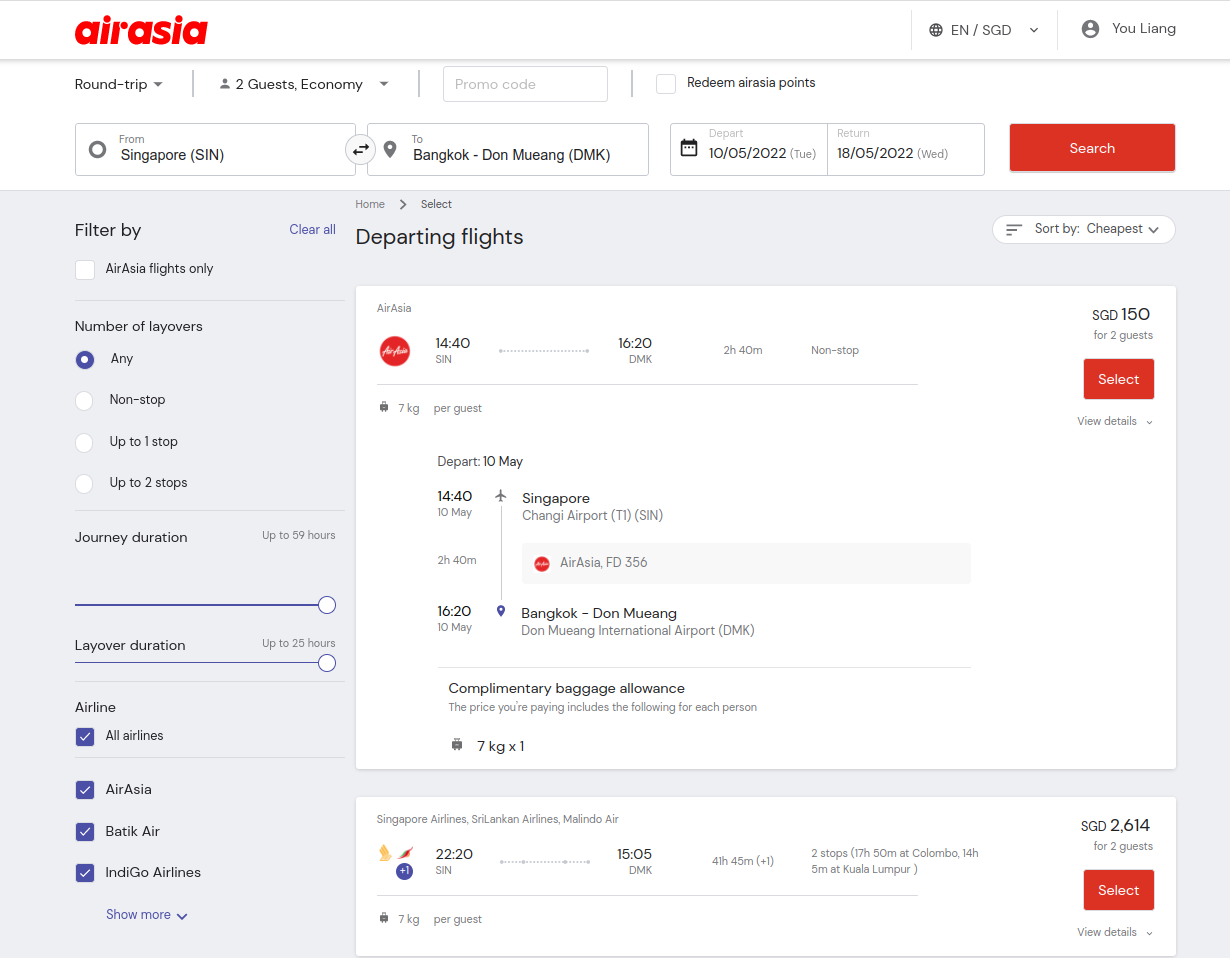 airasia
EN / SGD
You Liang
Round-trip
2 Guests, Economy
Promo code
Redeem airasia points
From
Singapore (SIN)
To
Bangkok - Don Mueang (DMK)
Depart
10/05/2022 (Tue)
Return
18/05/2022 (Wed)
Search
Home
Select
Filter by
Clear all
Departing flights
Sort by: Cheapest
AirAsia flights only
Number of layovers
Any
Non-stop
Up to 1 stop
Up to 2 stops
Journey duration
Up to 59 hours
Layover duration
Up to 25 hours
Airline
All airlines
AirAsia
Batik Air
IndiGo Airlines
Show more
AirAsia
AirAsia
14:40
SIN
16:20
DMK
2h 40m
Non-stop
SGD 150
for 2 guests
Select
View details
7 kg per guest
Depart: 10 May
14:40
10 May
Singapore
Changi Airport (T1) (SIN)
2h 40m
AirAsia
AirAsia, FD 356
16:20
10 May
Bangkok - Don Mueang
Don Mueang International Airport (DMK)
Complimentary baggage allowance
The price you're paying includes the following for each person
7 kg x 1
Singapore Airlines, SriLankan Airlines, Malindo Air
+1
22:20
SIN
15:05
DMK
41h 45m (+1)
2 stops (17h 50m at Colombo, 14h
5m at Kuala Lumpur )
SGD 2,614
for 2 guests
Select
View details
7 kg per guest